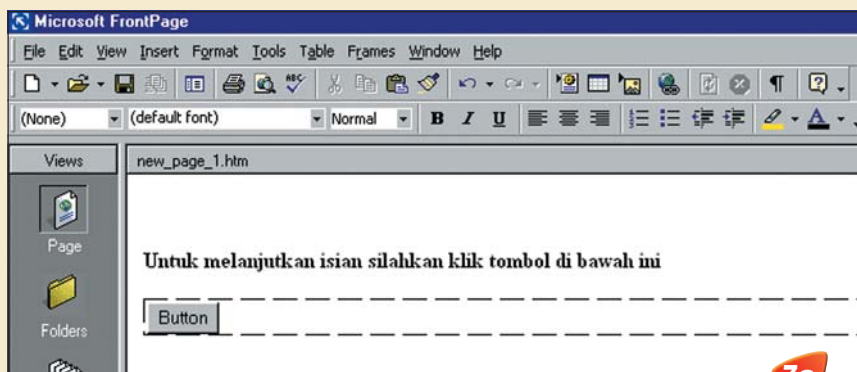 Microsoft FrontPage
File Edit View Insert Format Tools Table Frames Window Help
(None) (default font) Normal B I U A
Views new_page_1.htm
Page
Untuk melanjutkan isian silahkan klik tombol di bawah ini
Button
Folders